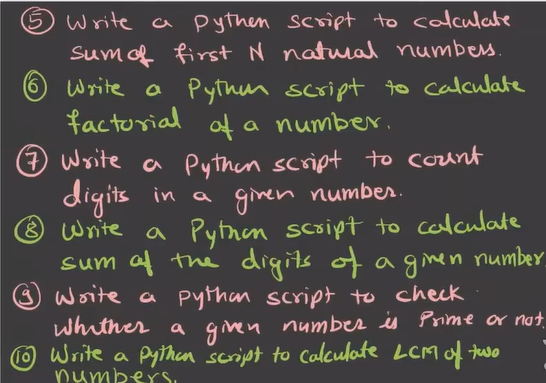 ⑤ Write a Python script to calculate
sum of first N natural numbers.
⑥ Write a Python script to calculate
factorial of a number.
⑦ Write a Python script to count
digits in a given number.
⑧ Write a Python script to calculate
sum of the digits of a given number
⑨ Write a python script to check
whether a given number is Prime or not.
⑩ Write a python script to calculate LCM of two
numbers.